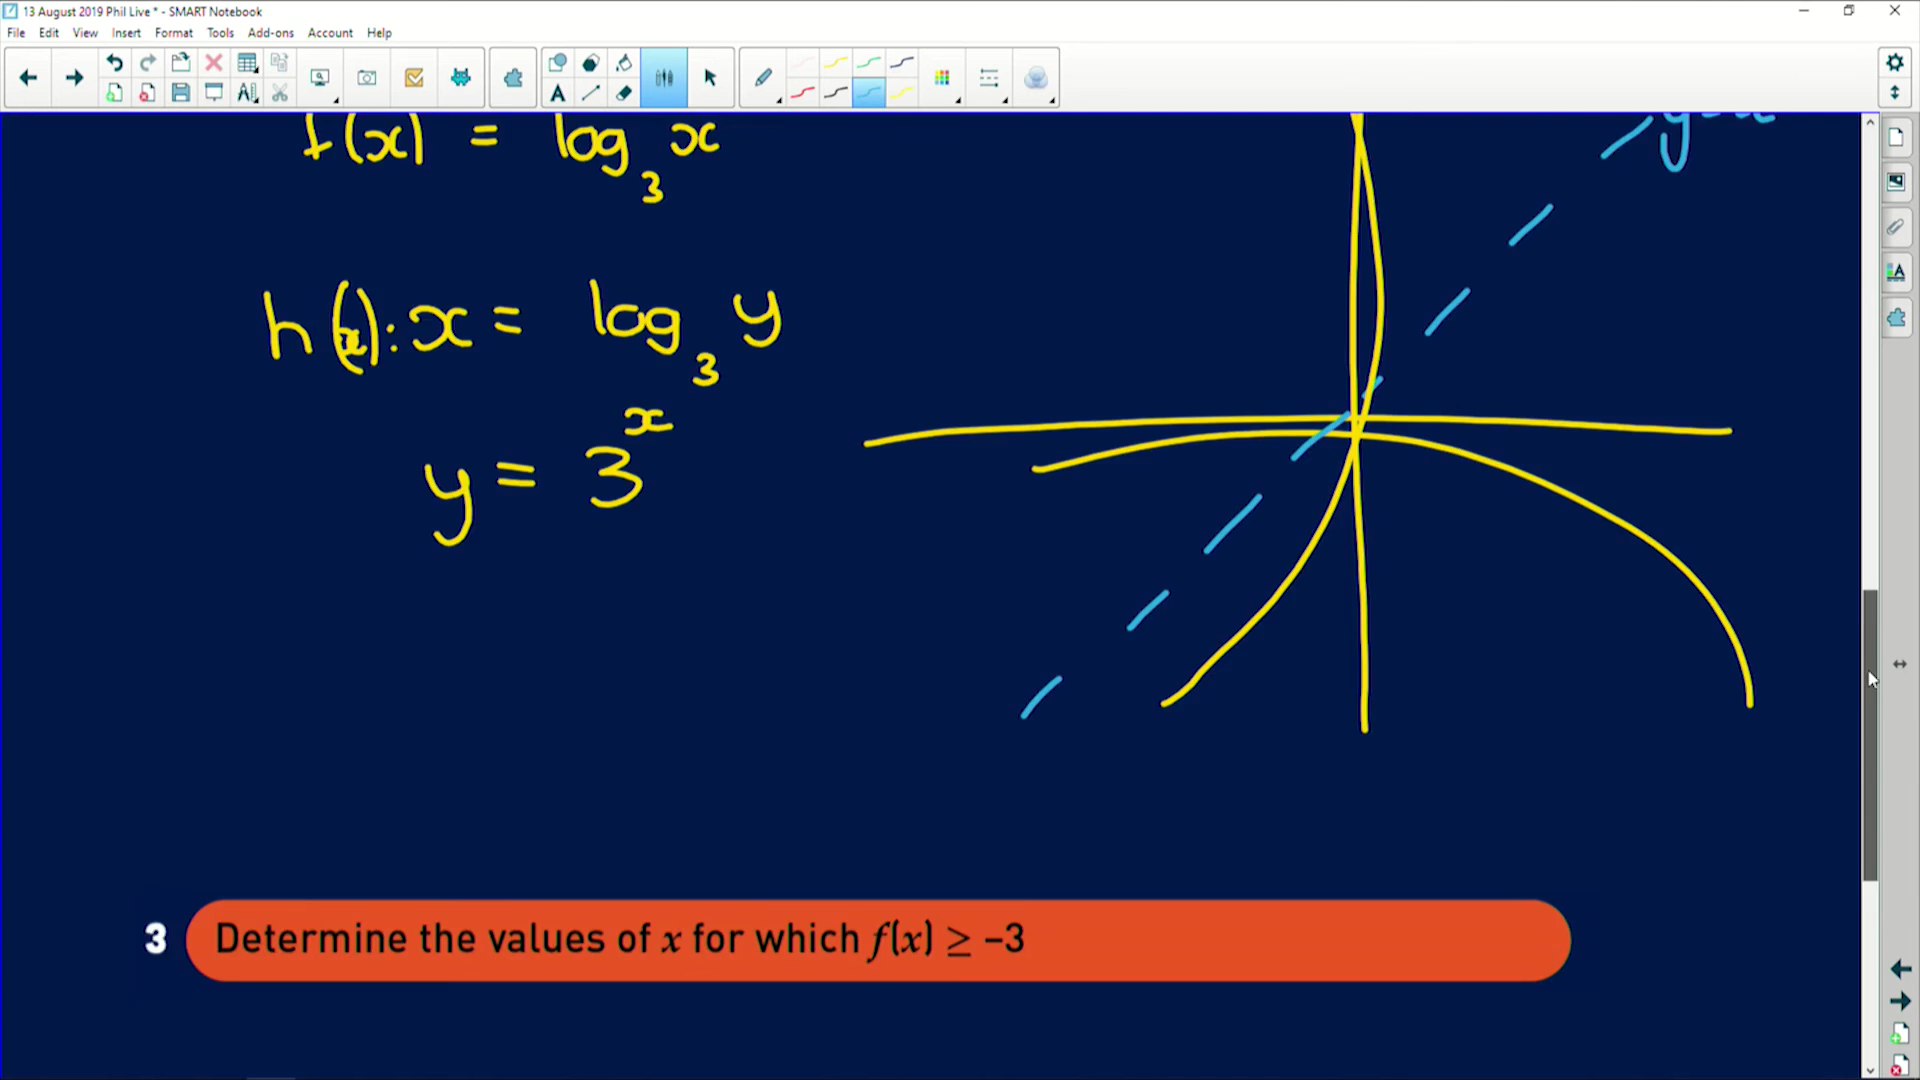 13 August 2019 Phil Live * - SMART Notebook
File Edit View Insert Format Tools Add-ons Account Help
f(x) = log₃ x
h(x): x = log₃ y
y = 3ˣ
3 Determine the values of x for which f(x) ≥ –3